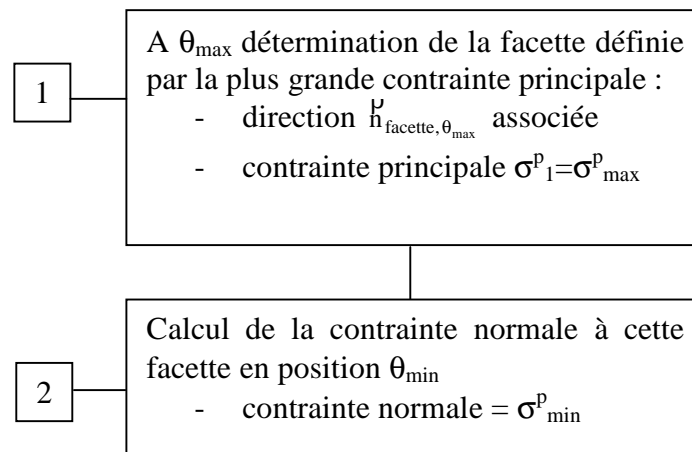 1
A θmax détermination de la facette définie
par la plus grande contrainte principale :
- direction n facette, θmax associée
- contrainte principale σp1=σpmax
2
Calcul de la contrainte normale à cette
facette en position θmin
- contrainte normale = σpmin